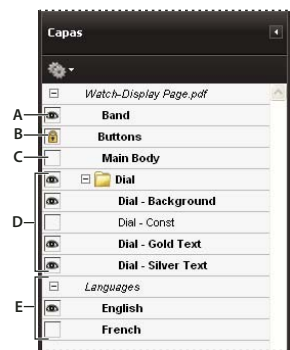 Capas
Watch-Display Page.pdf
A
Band
B
Buttons
C
Main Body
Dial
Dial - Background
D
Dial - Const
Dial - Gold Text
Dial - Silver Text
E
Languages
English
French